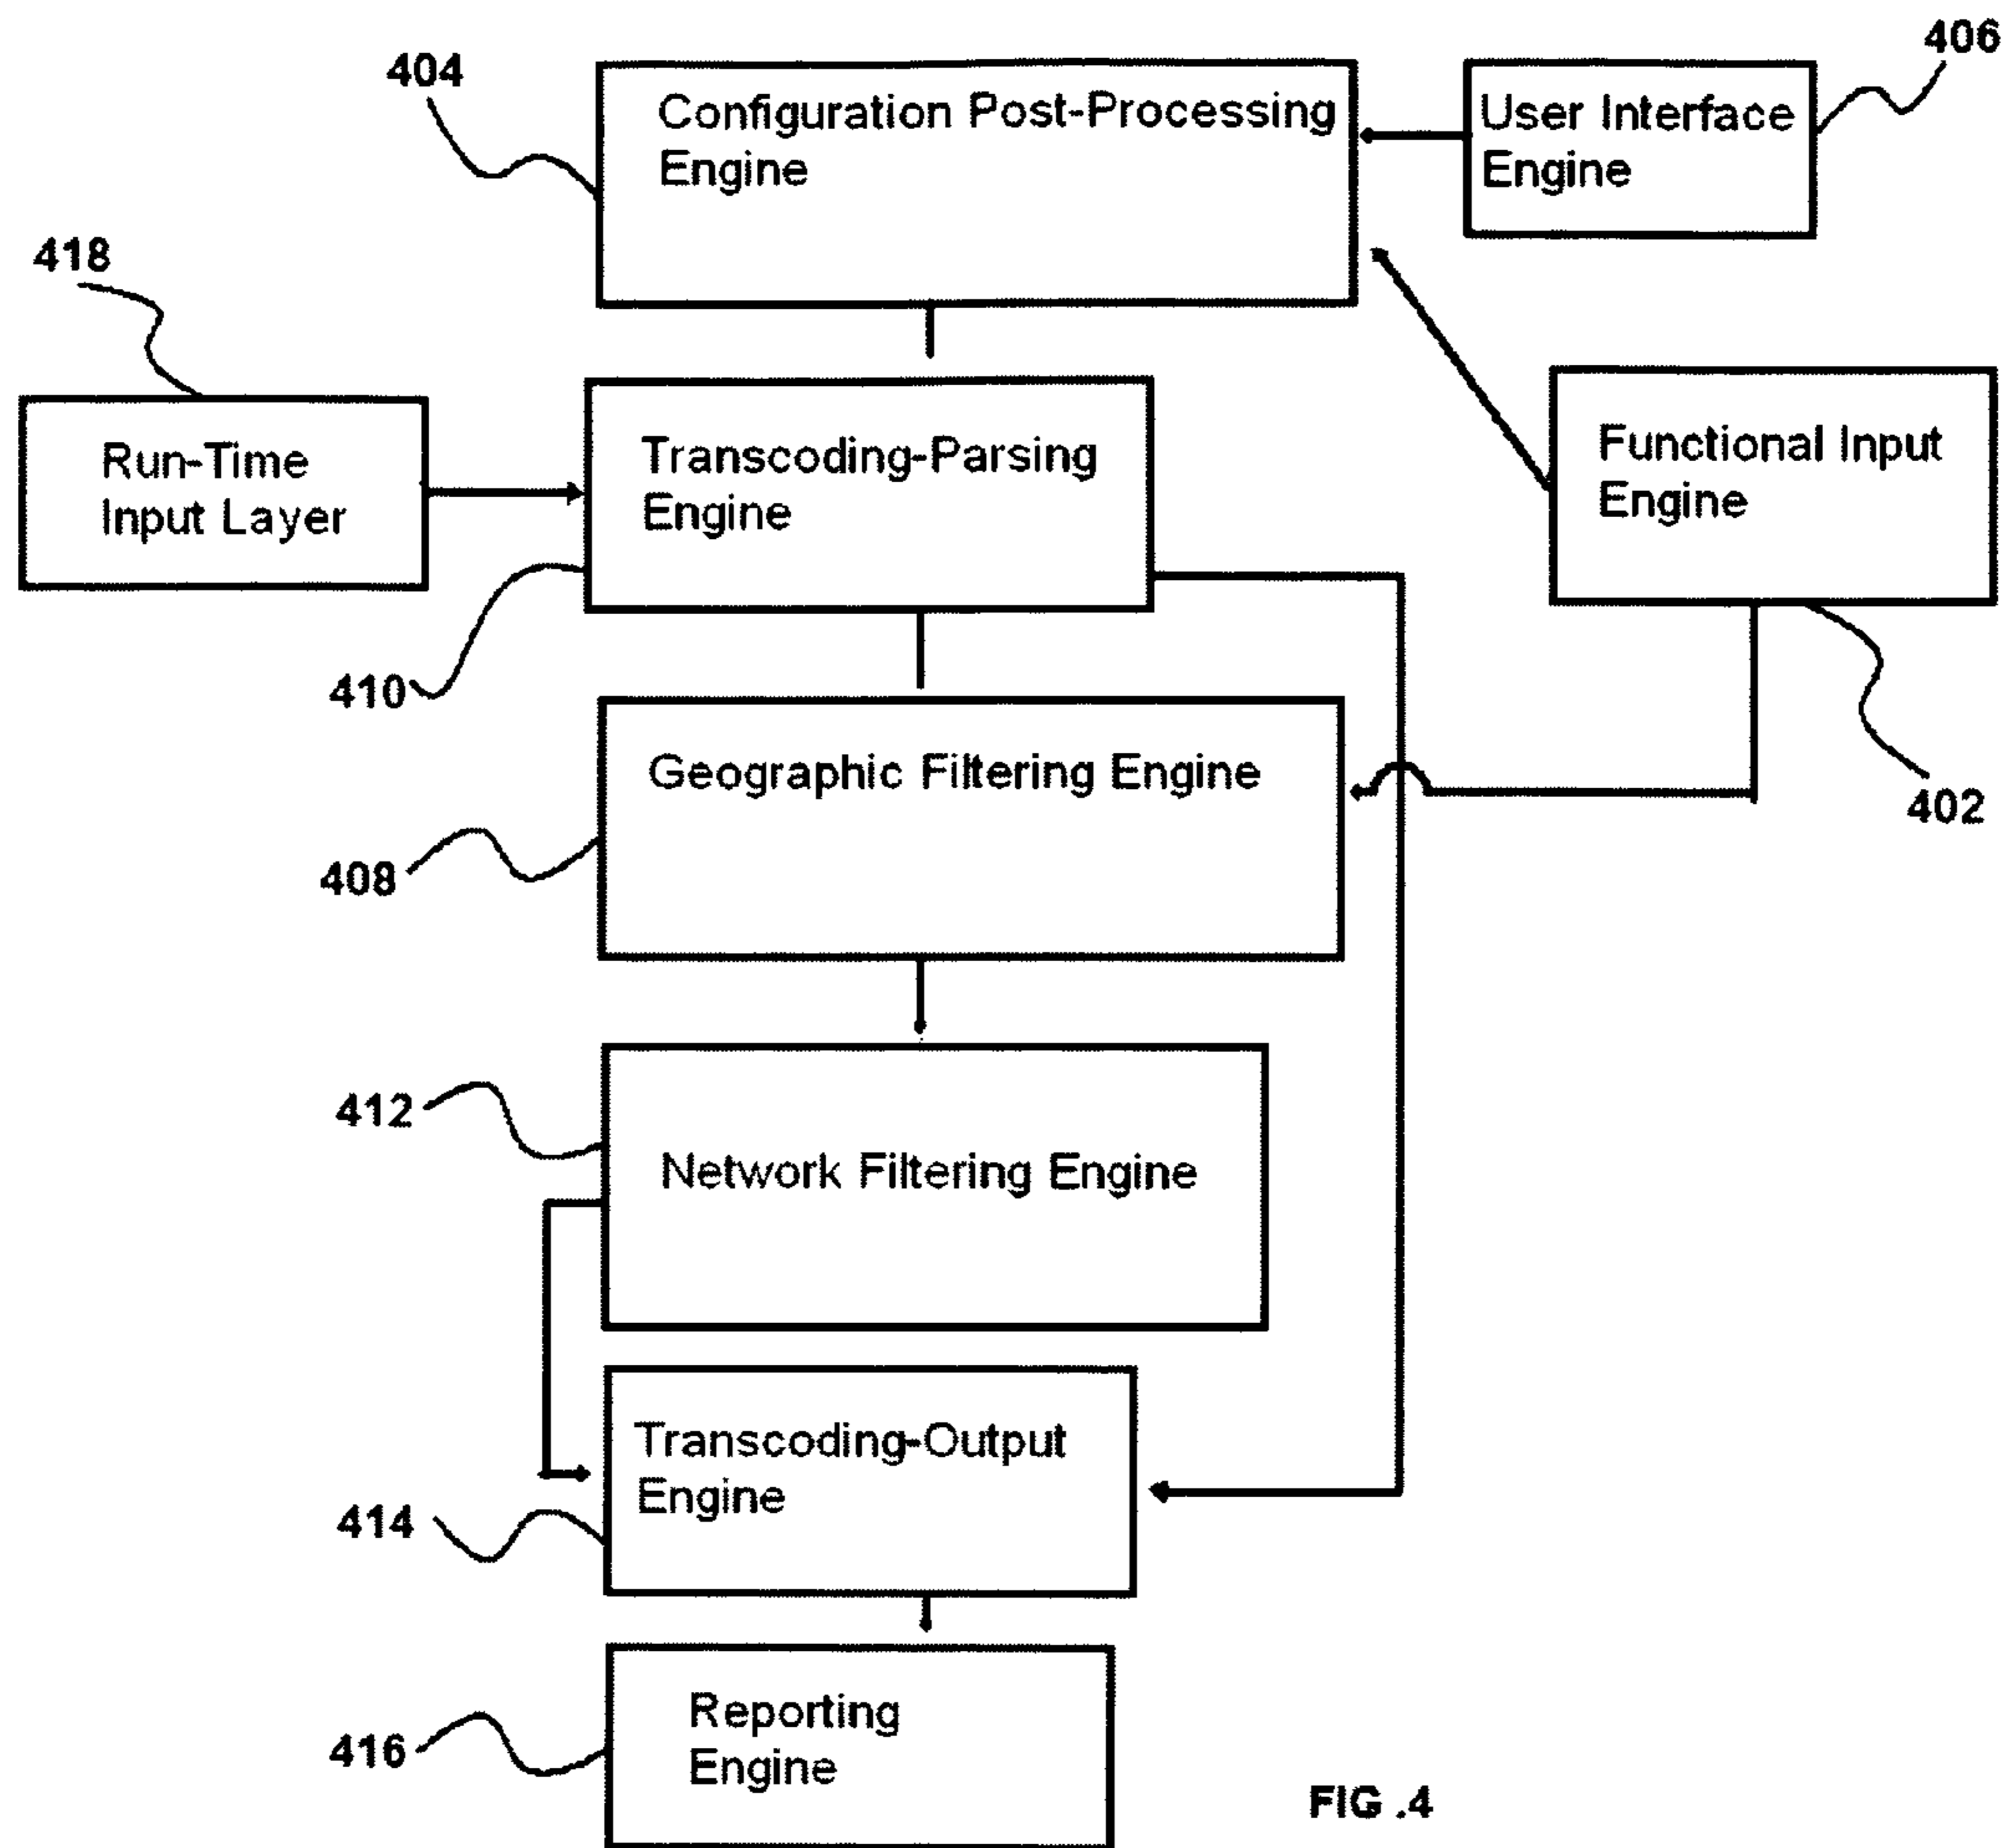 406
404
Configuration Post-Processing
Engine
User Interface
Engine
418
Run-Time
Input Layer
Transcoding-Parsing
Engine
Functional Input
Engine
410
Geographic Filtering Engine
402
408
412
Network Filtering Engine
Transcoding-Output
Engine
414
Reporting
Engine
416
FIG .4